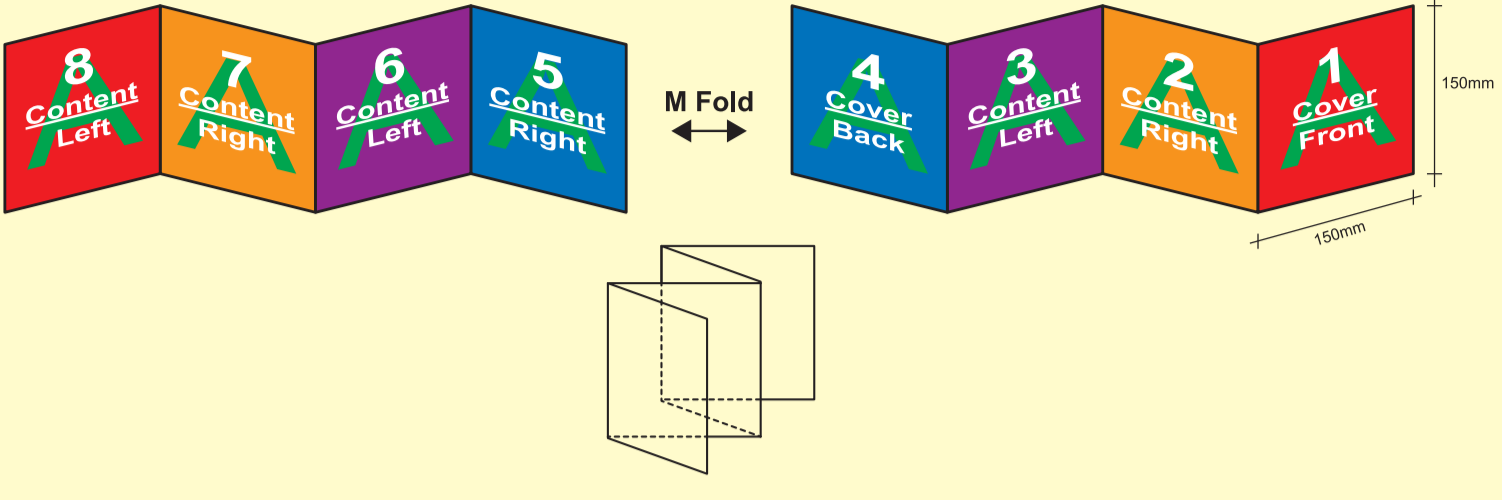 8
Content
Left
7
Content
Right
6
Content
Left
5
Content
Right
M Fold
4
Cover
Back
3
Content
Left
2
Content
Right
1
Cover
Front
150mm
150mm
A
A
A
A
A
A
A
A